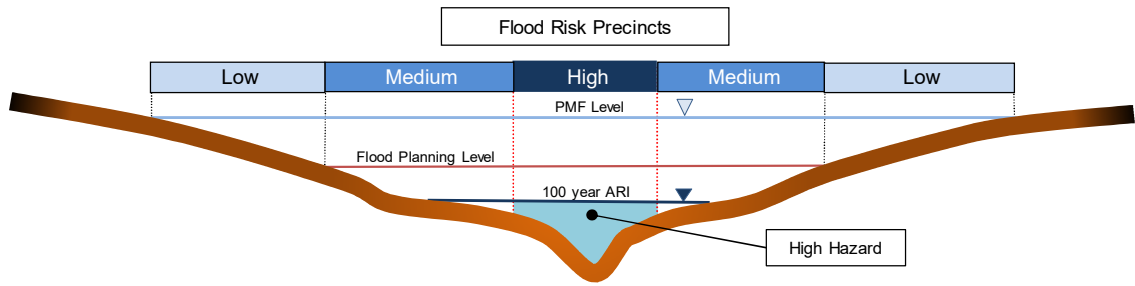 Flood Risk Precincts
Low
Medium
High
Medium
Low
PMF Level
Flood Planning Level
100 year ARI
High Hazard